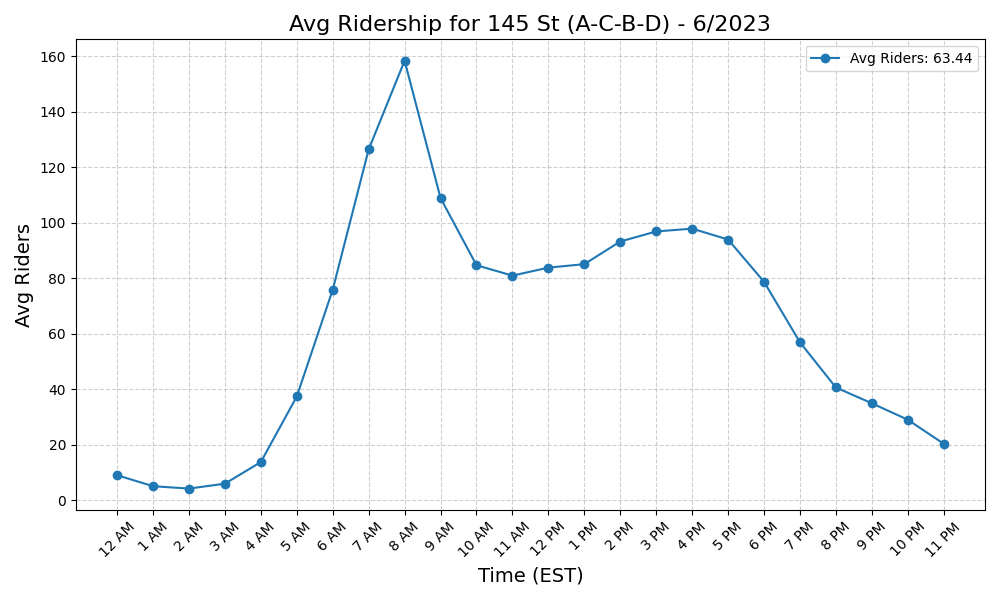 Avg Ridership for 145 St (A-C-B-D) - 6/2023
Avg Riders: 63.44
Avg Riders
160
140
120
100
80
60
40
20
0
12 AM
1 AM
2 AM
3 AM
4 AM
5 AM
6 AM
7 AM
8 AM
9 AM
10 AM
11 AM
12 PM
1 PM
2 PM
3 PM
4 PM
5 PM
6 PM
7 PM
8 PM
9 PM
10 PM
11 PM
Time (EST)